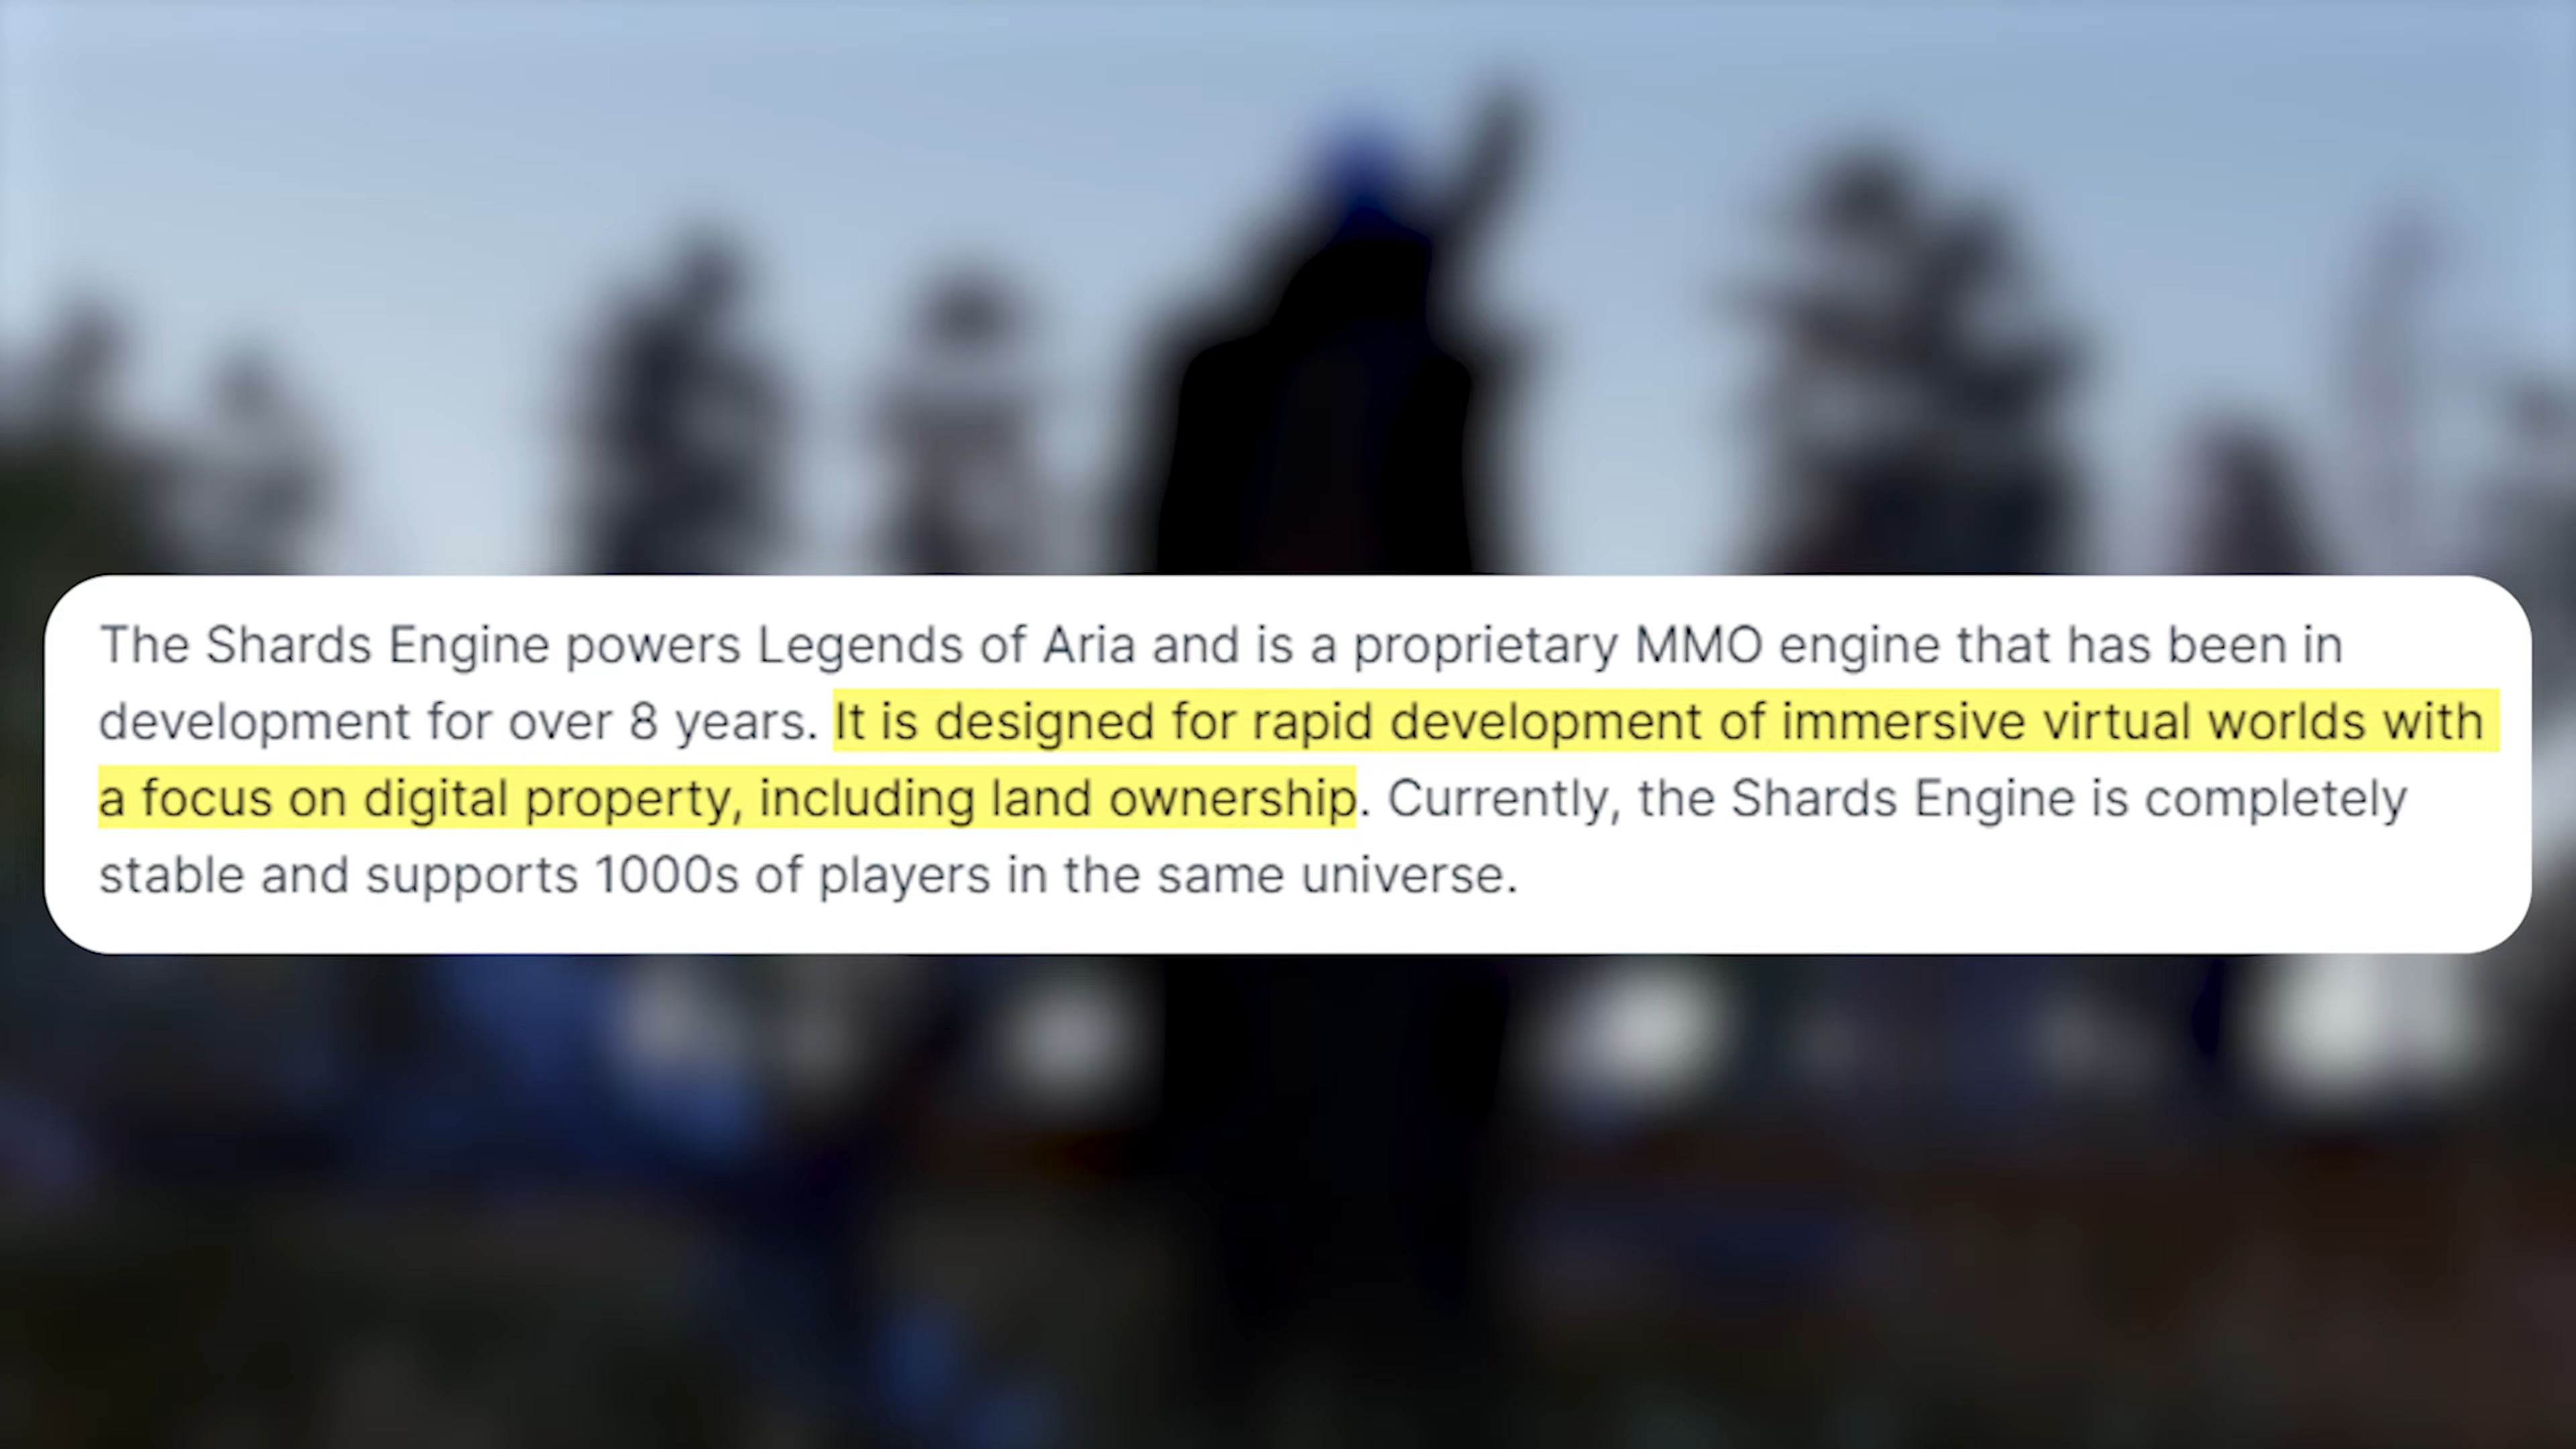 The Shards Engine powers Legends of Aria and is a proprietary MMO engine that has been in
development for over 8 years. It is designed for rapid development of immersive virtual worlds with
a focus on digital property, including land ownership. Currently, the Shards Engine is completely
stable and supports 1000s of players in the same universe.